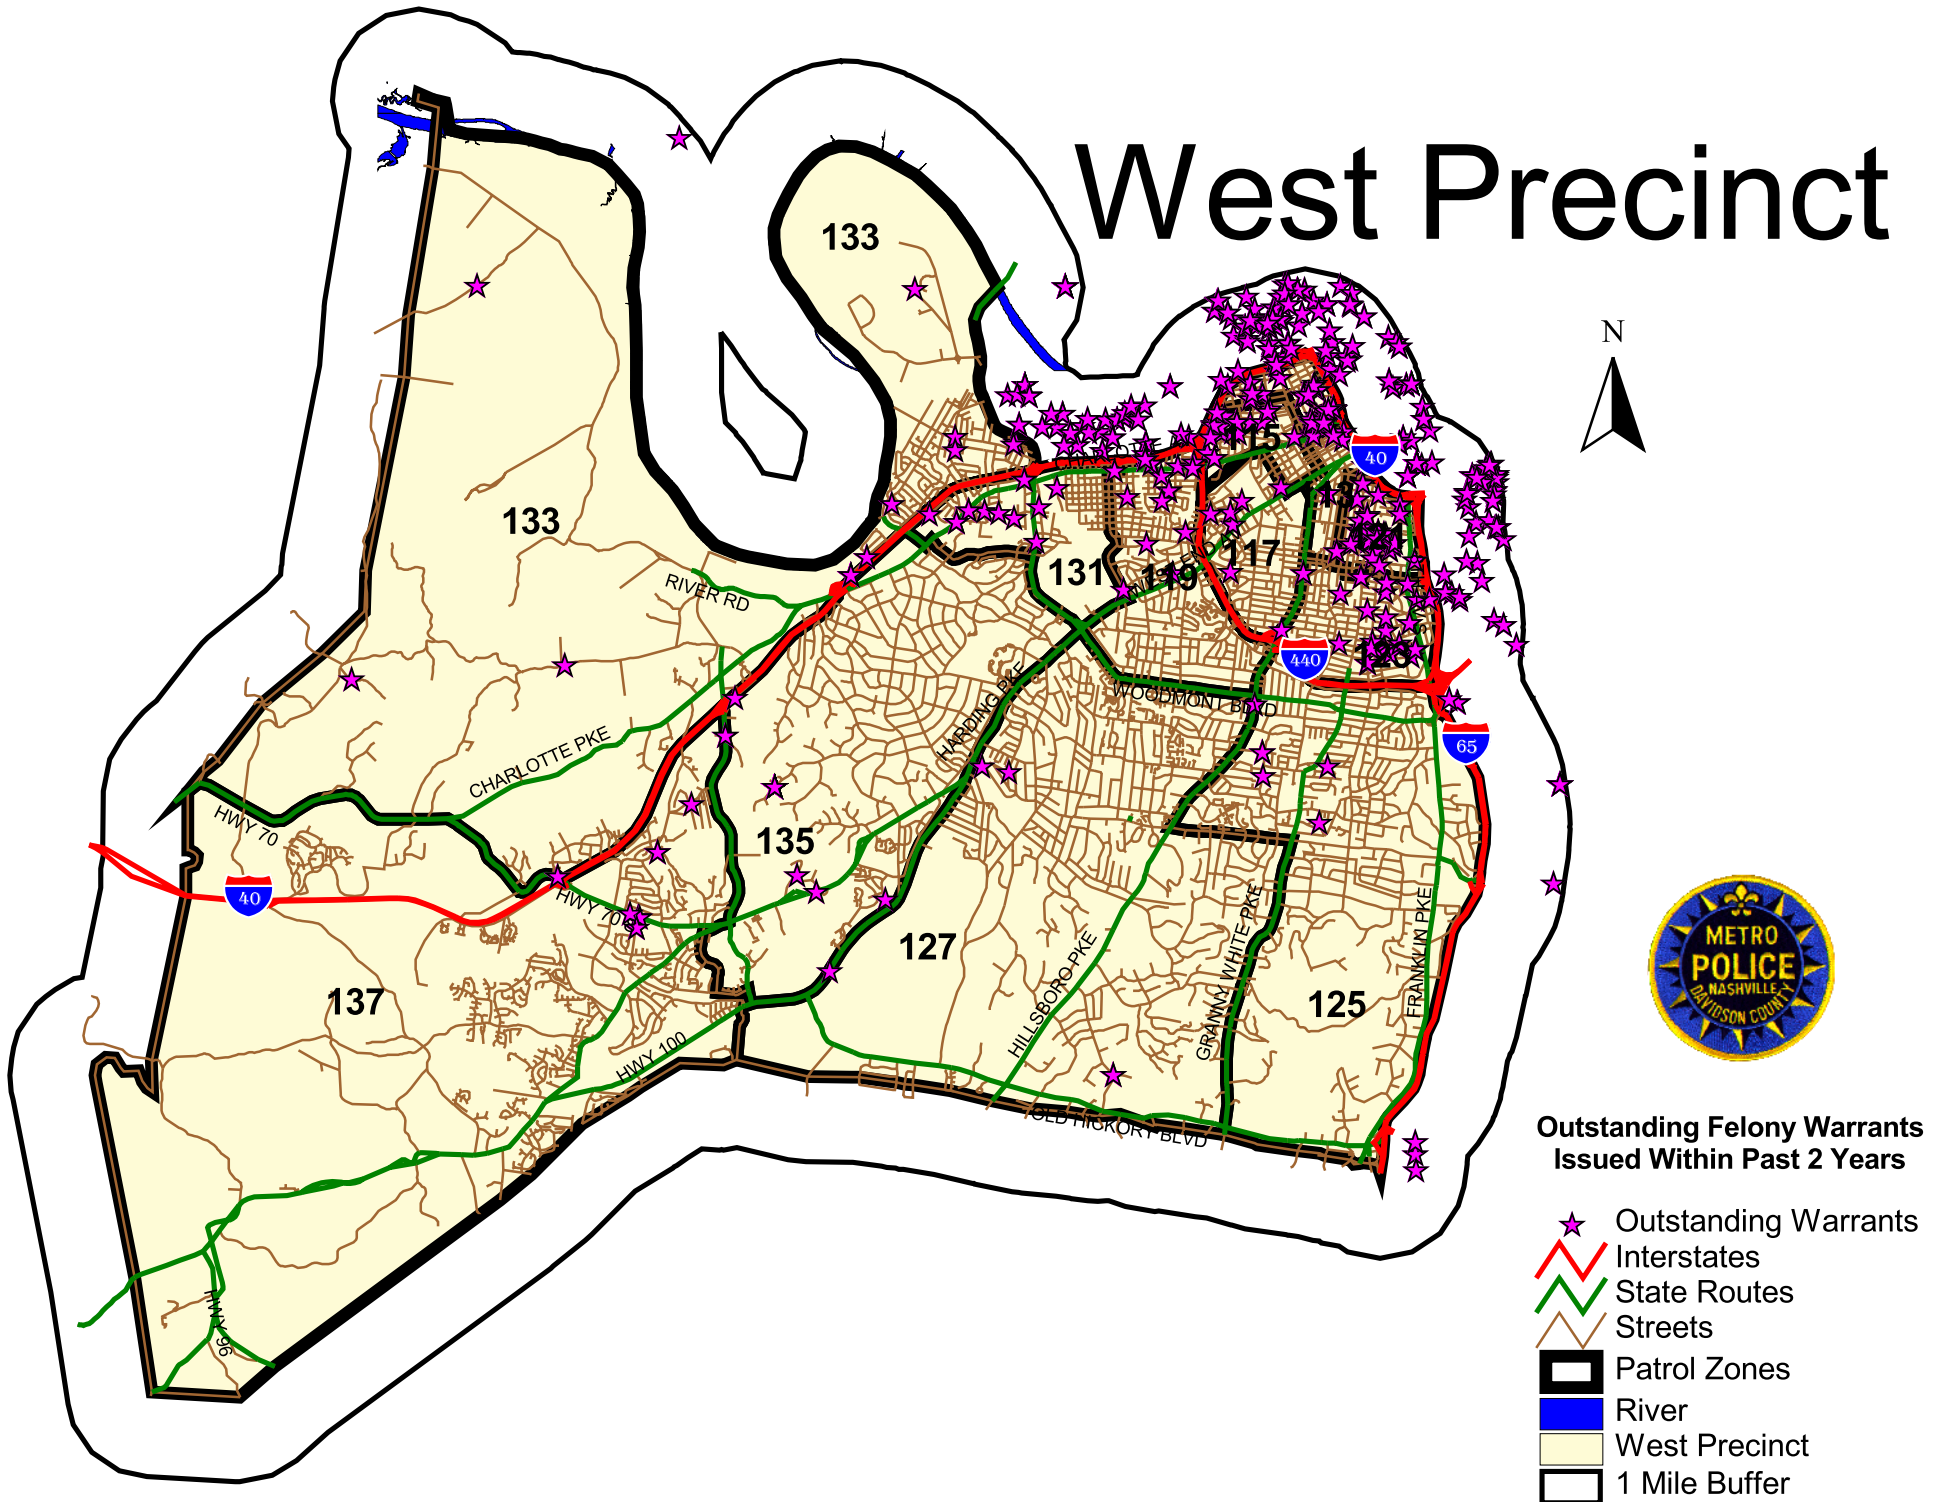 West Precinct
133
N
115
40
133
131
119
117
121
RIVER RD
123
440
HARDING PKE
WOODMONT BLVD
65
CHARLOTTE PKE
HWY 70
135
40
HWY 70
127
METRO
POLICE
NASHVILLE
DAVIDSON COUNTY
137
HILLSBORO PKE
GRANNY WHITE PKE
FRANKLIN PKE
125
HWY 100
OLD HICKORY BLVD
Outstanding Felony Warrants
Issued Within Past 2 Years
Outstanding Warrants
Interstates
State Routes
Streets
Patrol Zones
River
West Precinct
1 Mile Buffer
HWY 96